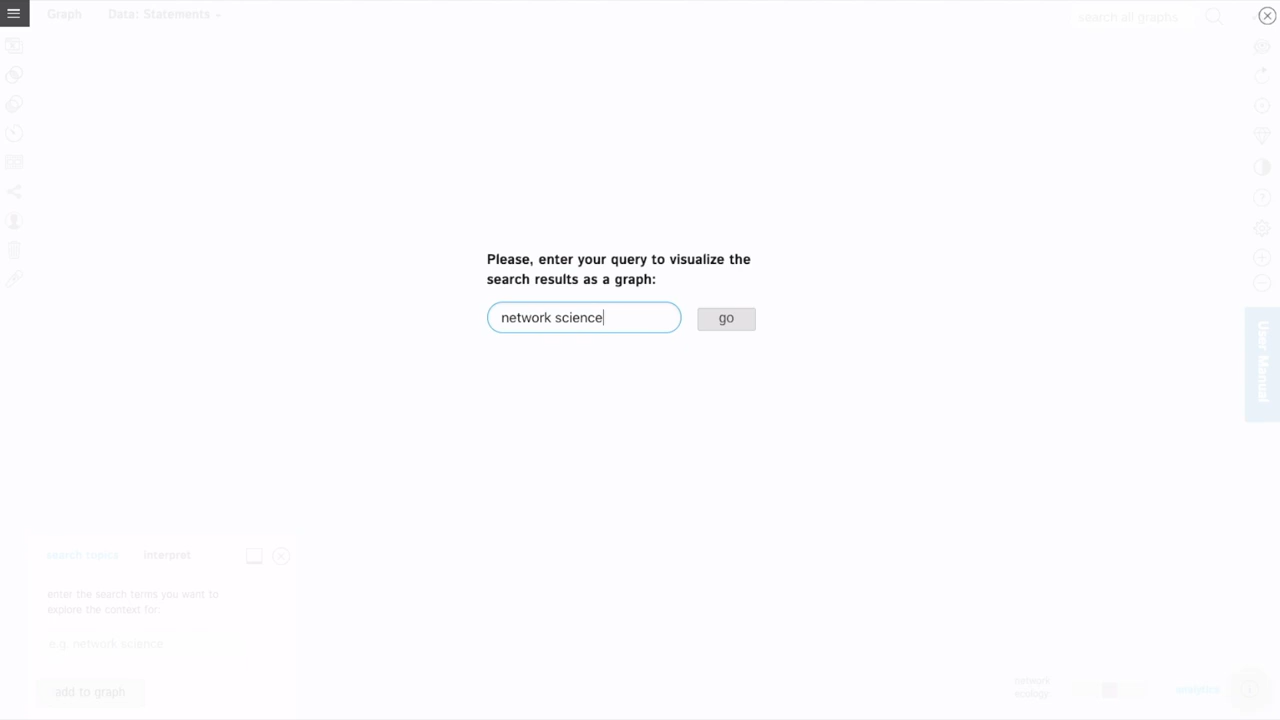 Graph
Data: Statements
search all graphs
Please, enter your query to visualize the
search results as a graph:
network science
go
User Manual
search topics
interpret
enter the search terms you want to
explore the context for:
e.g. network science
add to graph
network
ecology
analytics